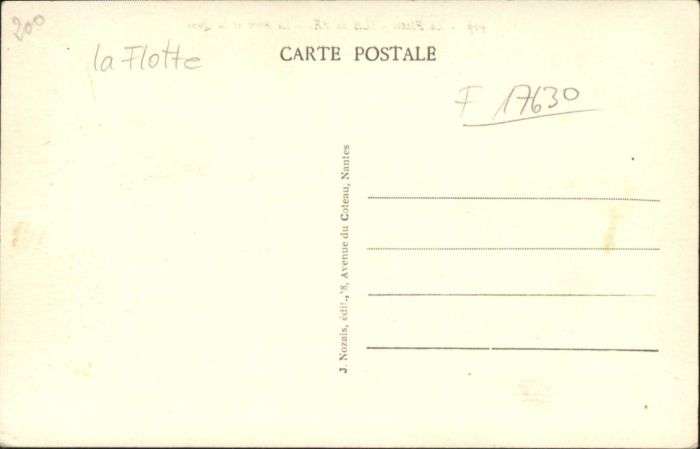 200
CARTE POSTALE
la Flotte
F 17630
J. Nozais, édit., 8, Avenue du Coteau, Nantes